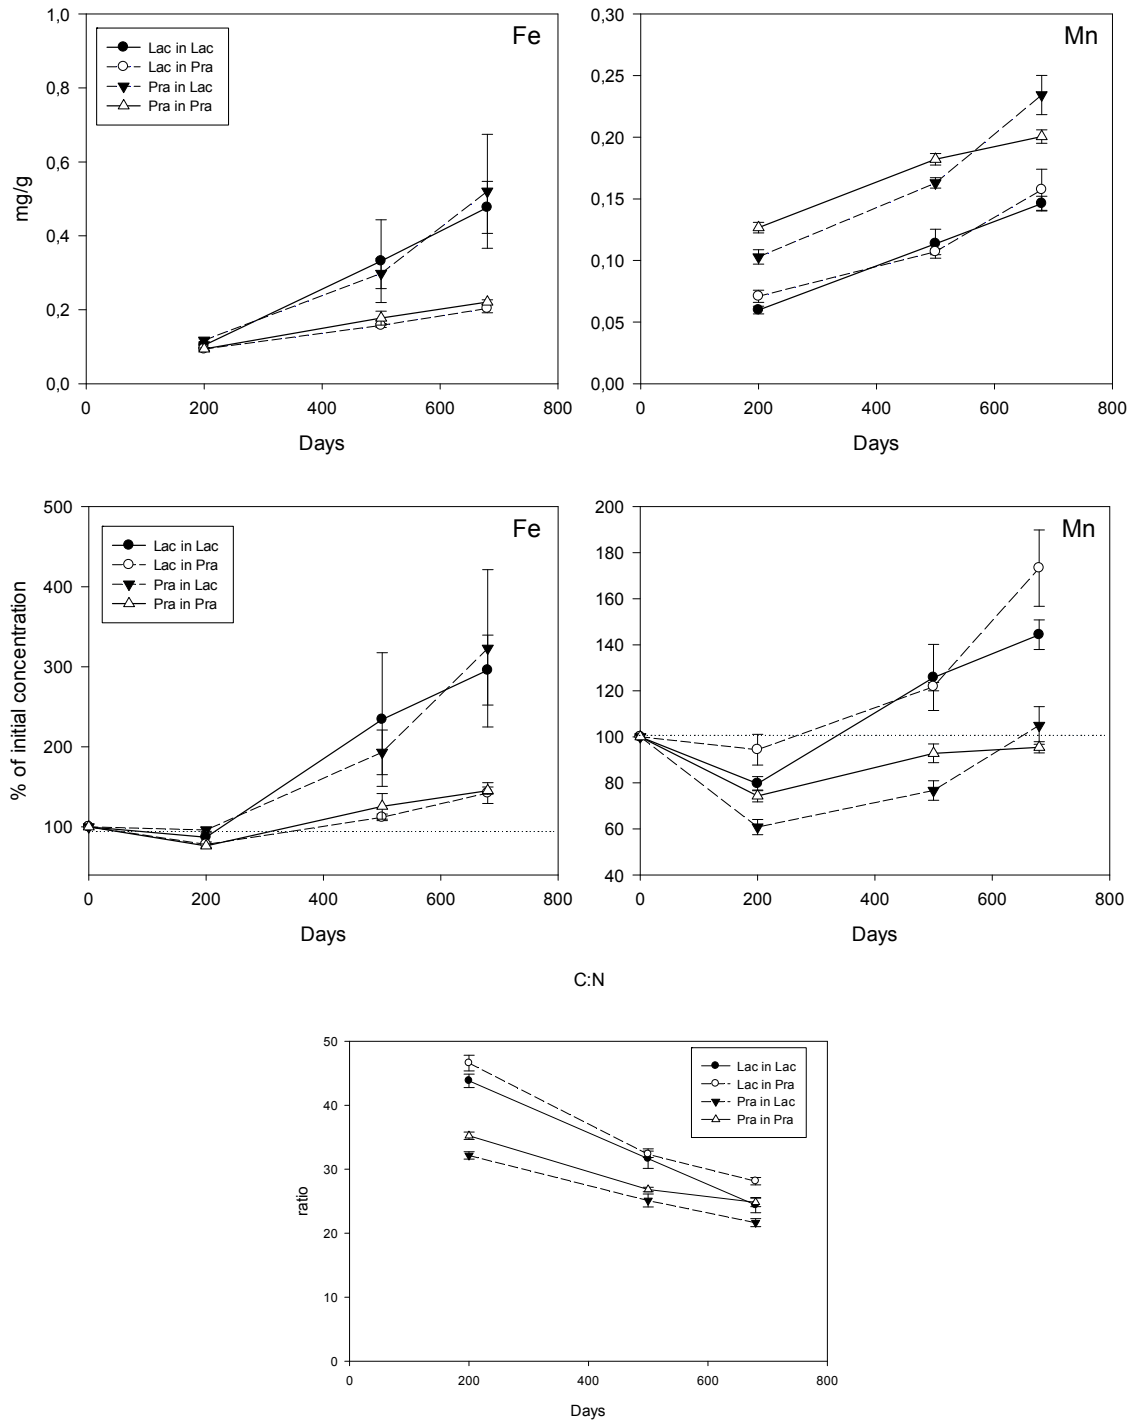 Fe
Lac in Lac
Lac in Pra
Pra in Lac
Pra in Pra
mg/g
1,0
0,8
0,6
0,4
0,2
0,0
0 200 400 600 800
Days
Mn
0,30
0,25
0,20
0,15
0,10
0,05
0,00
0 200 400 600 800
Days
Fe
Lac in Lac
Lac in Pra
Pra in Lac
Pra in Pra
% of initial concentration
500
400
300
200
100
0 200 400 600 800
Days
Mn
200
180
160
140
120
100
80
60
40
0 200 400 600 800
Days
C:N
Lac in Lac
Lac in Pra
Pra in Lac
Pra in Pra
ratio
50
40
30
20
10
0
0 200 400 600 800
Days